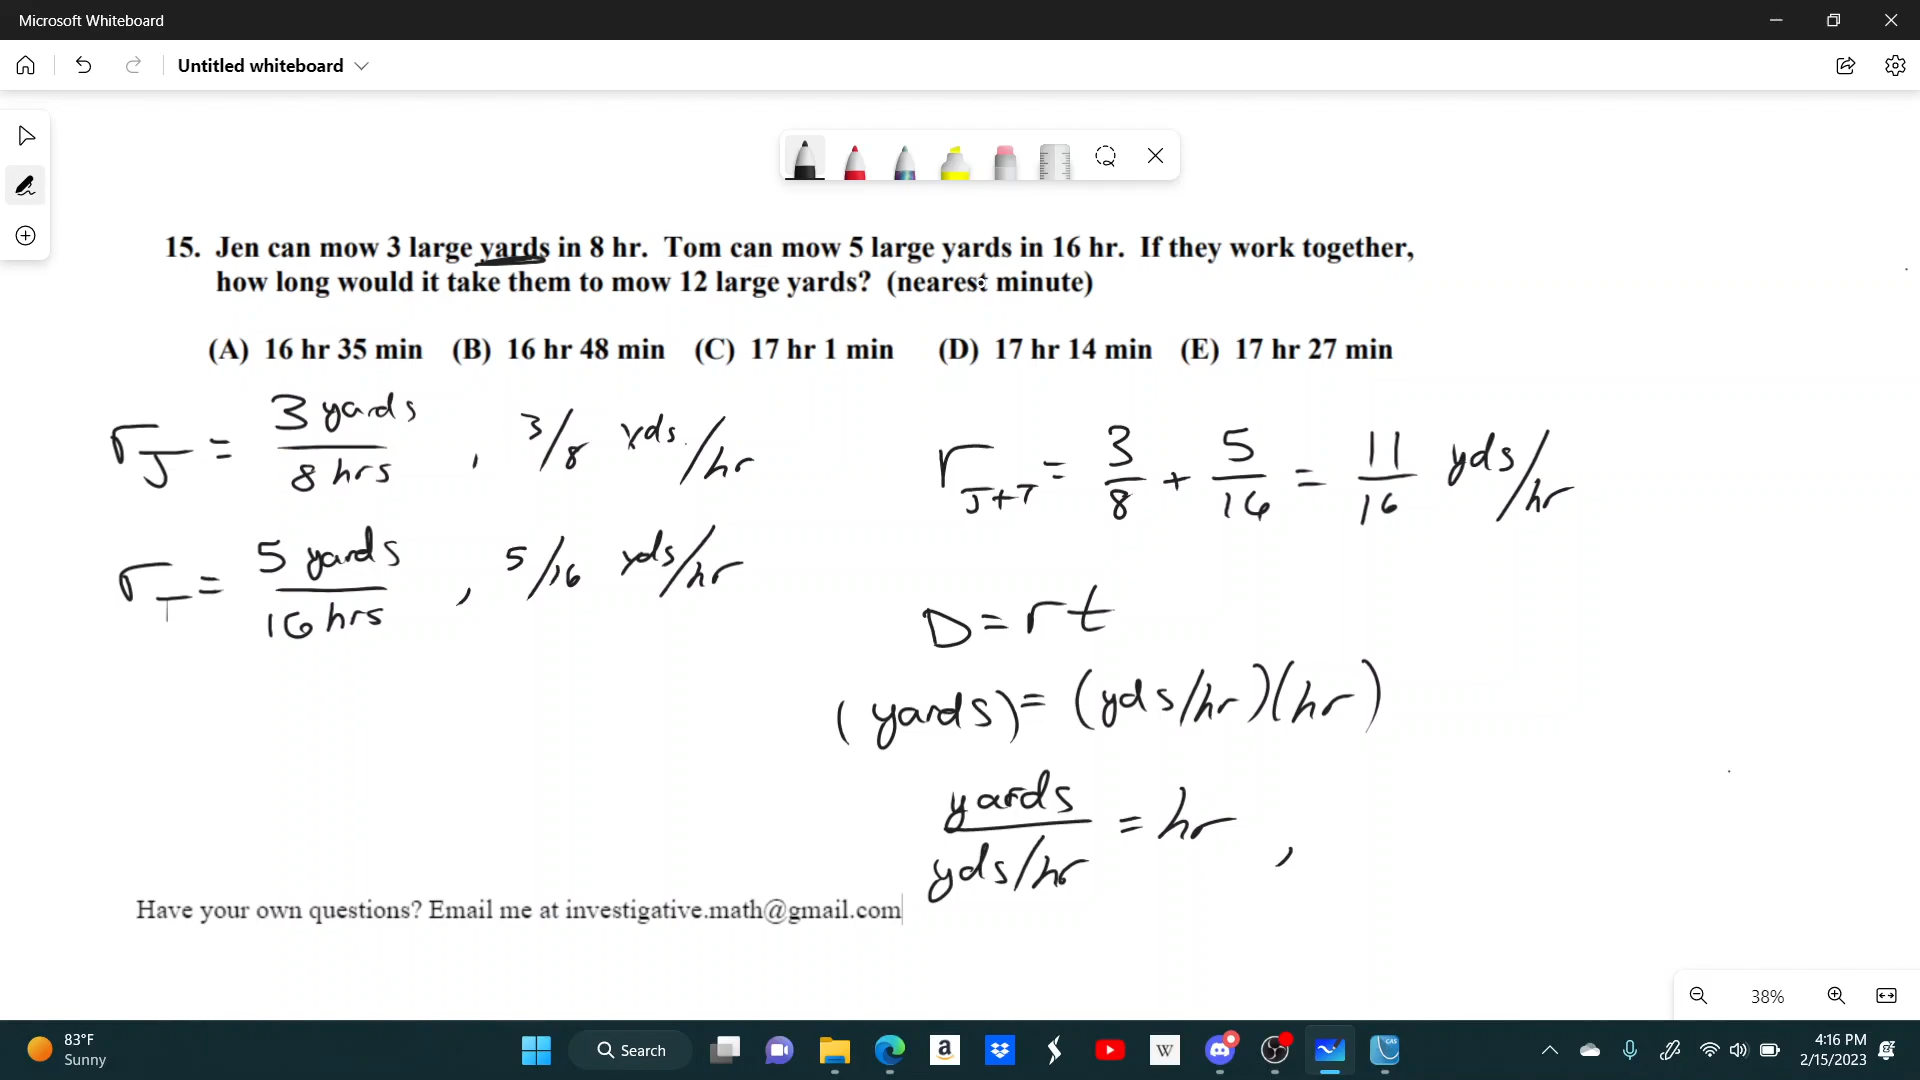 Microsoft Whiteboard
Untitled whiteboard
15. Jen can mow 3 large yards in 8 hr. Tom can mow 5 large yards in 16 hr. If they work together,
how long would it take them to mow 12 large yards? (nearest minute)
(A) 16 hr 35 min (B) 16 hr 48 min (C) 17 hr 1 min (D) 17 hr 14 min (E) 17 hr 27 min
r_J = 3 yards / 8 hrs , 3/8 yds./hr
r_T = 5 yards / 16 hrs , 5/16 yds/hr
r_J+T = 3/8 + 5/16 = 11/16 yds/hr
D = rt
(yards) = (yds/hr)(hr)
yards / yds/hr = hr ,
Have your own questions? Email me at investigative.math@gmail.com
38%
83°F
Sunny
Search
a
W
CAS
4:16 PM
2/15/2023